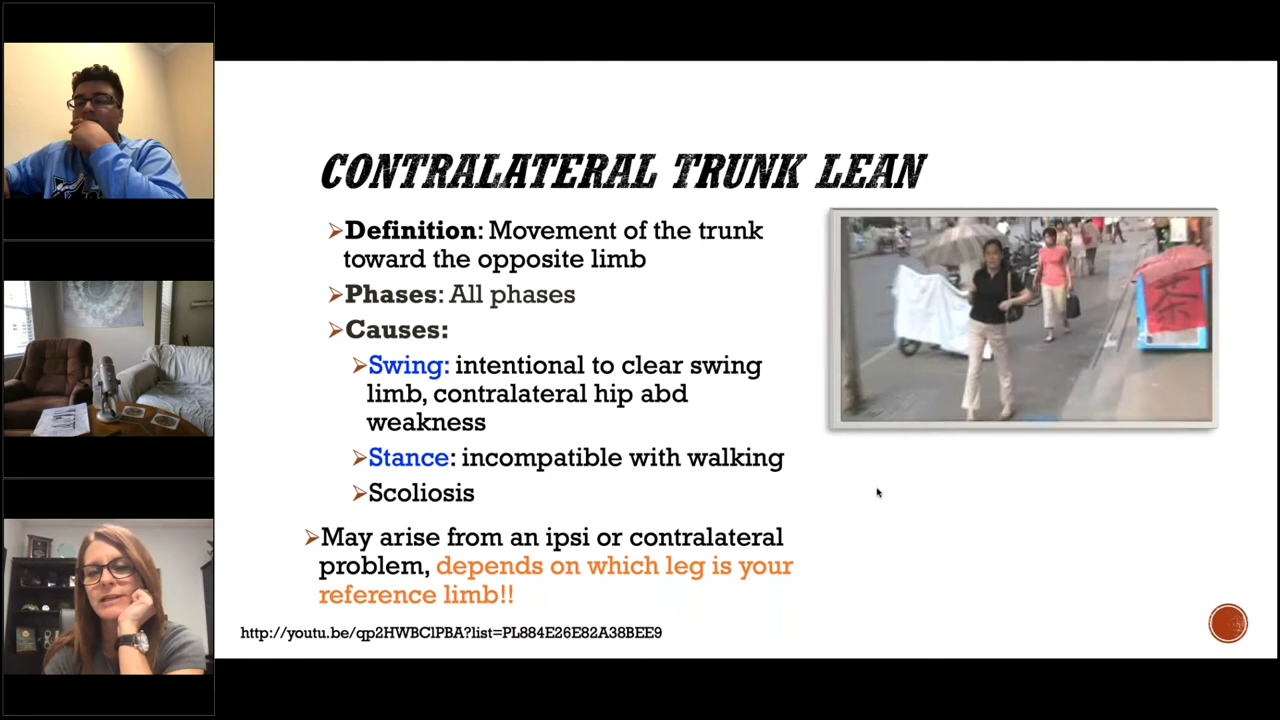 CONTRALATERAL TRUNK LEAN
➢Definition: Movement of the trunk
toward the opposite limb
➢Phases: All phases
➢Causes:
➢Swing: intentional to clear swing
limb, contralateral hip abd
weakness
➢Stance: incompatible with walking
➢Scoliosis
➢May arise from an ipsi or contralateral
problem, depends on which leg is your
reference limb!!
http://youtu.be/qp2HWBClPBA?list=PL884E26E82A38BEE9
茶